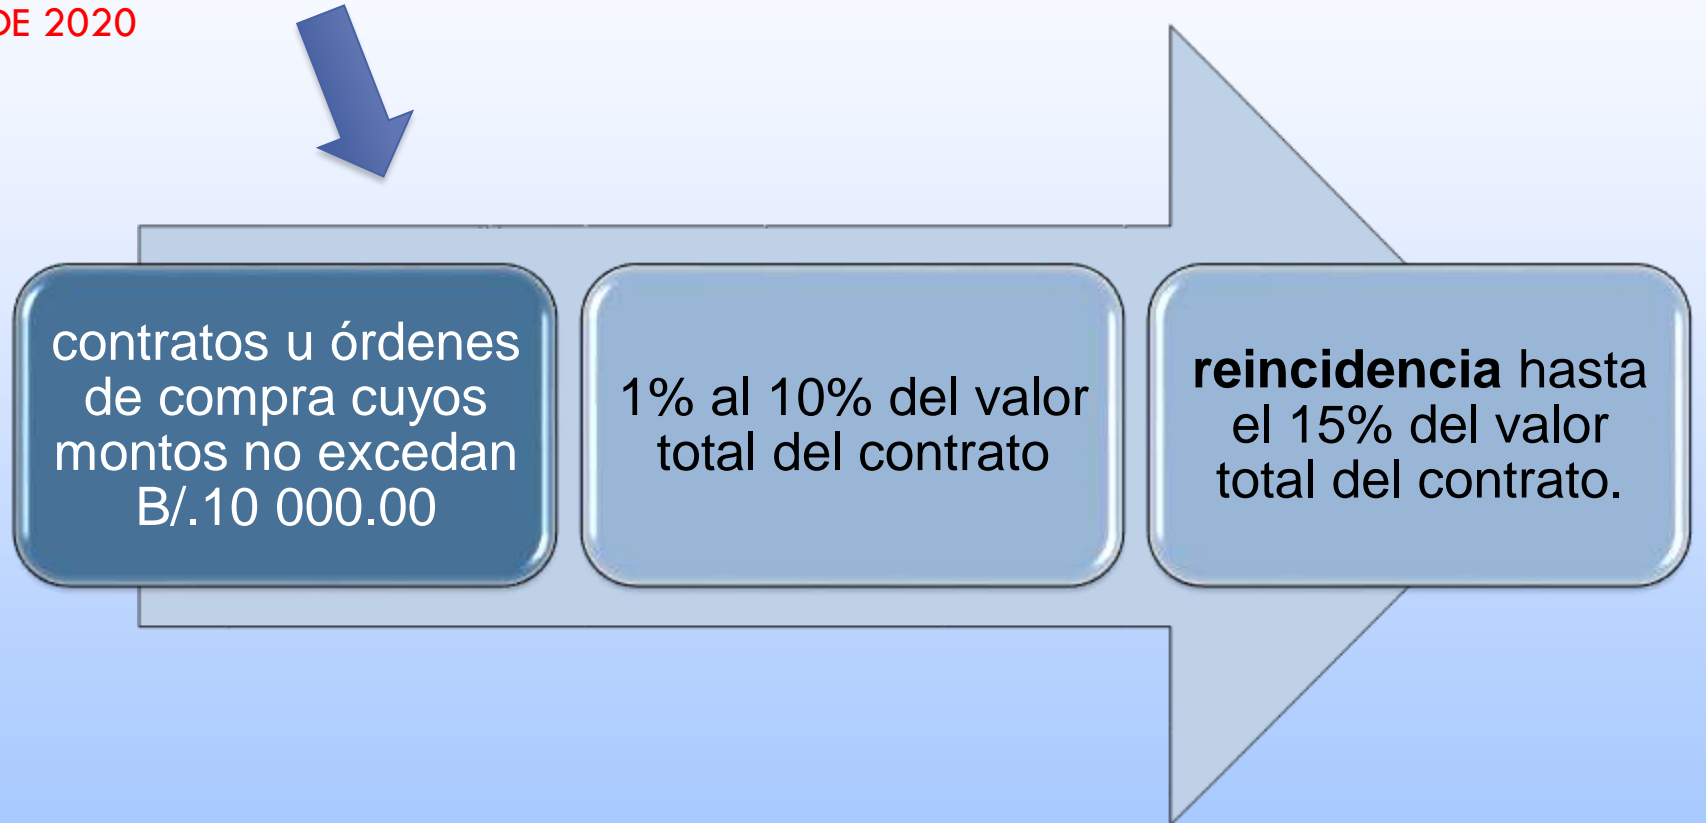 DE 2020
contratos u órdenes
de compra cuyos
montos no excedan
B/.10 000.00
1% al 10% del valor
total del contrato
reincidencia hasta
el 15% del valor
total del contrato.